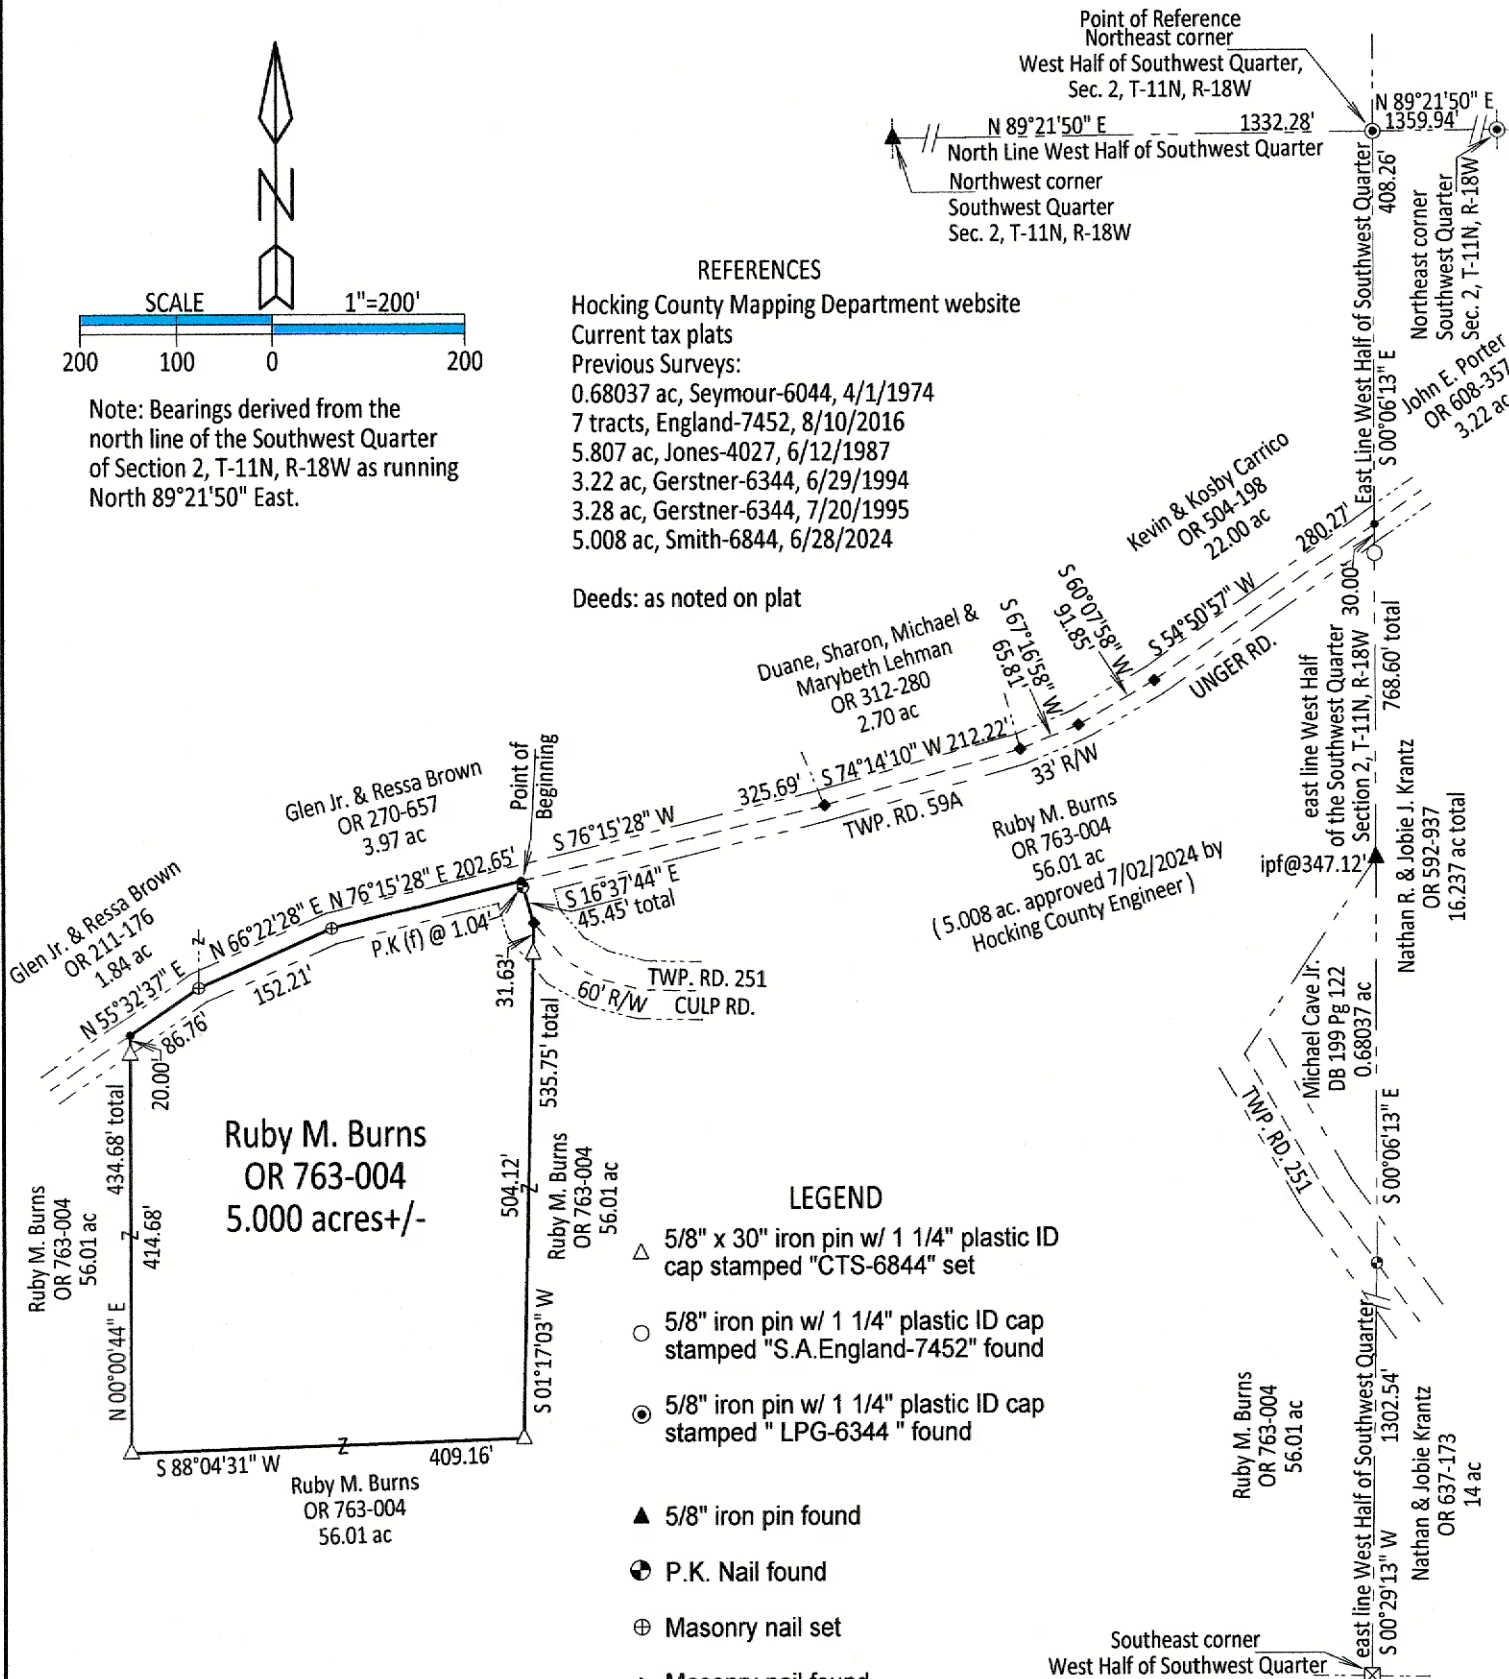 Point of Reference
Northeast corner
West Half of Southwest Quarter,
Sec. 2, T-11N, R-18W
N 89°21'50" E
1359.94'
N 89°21'50" E 1332.28'
North Line West Half of Southwest Quarter
Northwest corner
Southwest Quarter
Sec. 2, T-11N, R-18W
Northeast corner
Southwest Quarter
Sec. 2, T-11N, R-18W
East Line West Half of Southwest Quarter
408.26'
S 00°06'13" E
John E. Porter
OR 608-357
3.22 ac
N
SCALE 1"=200'
200 100 0 200
Note: Bearings derived from the
north line of the Southwest Quarter
of Section 2, T-11N, R-18W as running
North 89°21'50" East.
REFERENCES
Hocking County Mapping Department website
Current tax plats
Previous Surveys:
0.68037 ac, Seymour-6044, 4/1/1974
7 tracts, England-7452, 8/10/2016
5.807 ac, Jones-4027, 6/12/1987
3.22 ac, Gerstner-6344, 6/29/1994
3.28 ac, Gerstner-6344, 7/20/1995
5.008 ac, Smith-6844, 6/28/2024
Deeds: as noted on plat
Kevin & Kosby Carrico
OR 504-198
22.00 ac
280.27'
S 54°50'57" W
UNGER RD.
S 60°07'58" W
91.85'
S 67°16'58" W
65.81'
Duane, Sharon, Michael &
Marybeth Lehman
OR 312-280
2.70 ac
S 74°14'10" W 212.22'
325.69'
S 76°15'28" W
TWP. RD. 59A
33' R/W
Ruby M. Burns
OR 763-004
56.01 ac
( 5.008 ac. approved 7/02/2024 by
Hocking County Engineer )
30.00'
east line West Half
of the Southwest Quarter
Section 2, T-11N, R-18W
768.60' total
ipf@347.12'
Nathan R. & Jobie J. Krantz
OR 592-937
16.237 ac total
Michael Cave Jr.
DB 199 Pg 122
0.68037 ac
S 00°06'13" E
TWP. RD. 251
Point of
Beginning
Glen Jr. & Ressa Brown
OR 270-657
3.97 ac
Glen Jr. & Ressa Brown
OR 211-176
1.84 ac
N 76°15'28" E 202.65'
N 66°22'28" E
152.21'
N 55°32'37" E
86.76'
P.K (f) @ 1.04'
S 16°37'44" E
45.45' total
31.63'
TWP. RD. 251
CULP RD.
60' R/W
20.00'
434.68' total
414.68'
N 00°00'44" E
Ruby M. Burns
OR 763-004
56.01 ac
Ruby M. Burns
OR 763-004
5.000 acres+/-
535.75' total
504.12'
S 01°17'03" W
Ruby M. Burns
OR 763-004
56.01 ac
S 88°04'31" W 409.16'
Ruby M. Burns
OR 763-004
56.01 ac
LEGEND
5/8" x 30" iron pin w/ 1 1/4" plastic ID
cap stamped "CTS-6844" set
5/8" iron pin w/ 1 1/4" plastic ID cap
stamped "S.A.England-7452" found
5/8" iron pin w/ 1 1/4" plastic ID cap
stamped " LPG-6344 " found
5/8" iron pin found
P.K. Nail found
Masonry nail set
Masonry nail found
Ruby M. Burns
OR 763-004
56.01 ac
east line West Half of Southwest Quarter
1302.54'
S 00°29'13" W
Nathan & Jobie Krantz
OR 637-173
14 ac
Southeast corner
West Half of Southwest Quarter